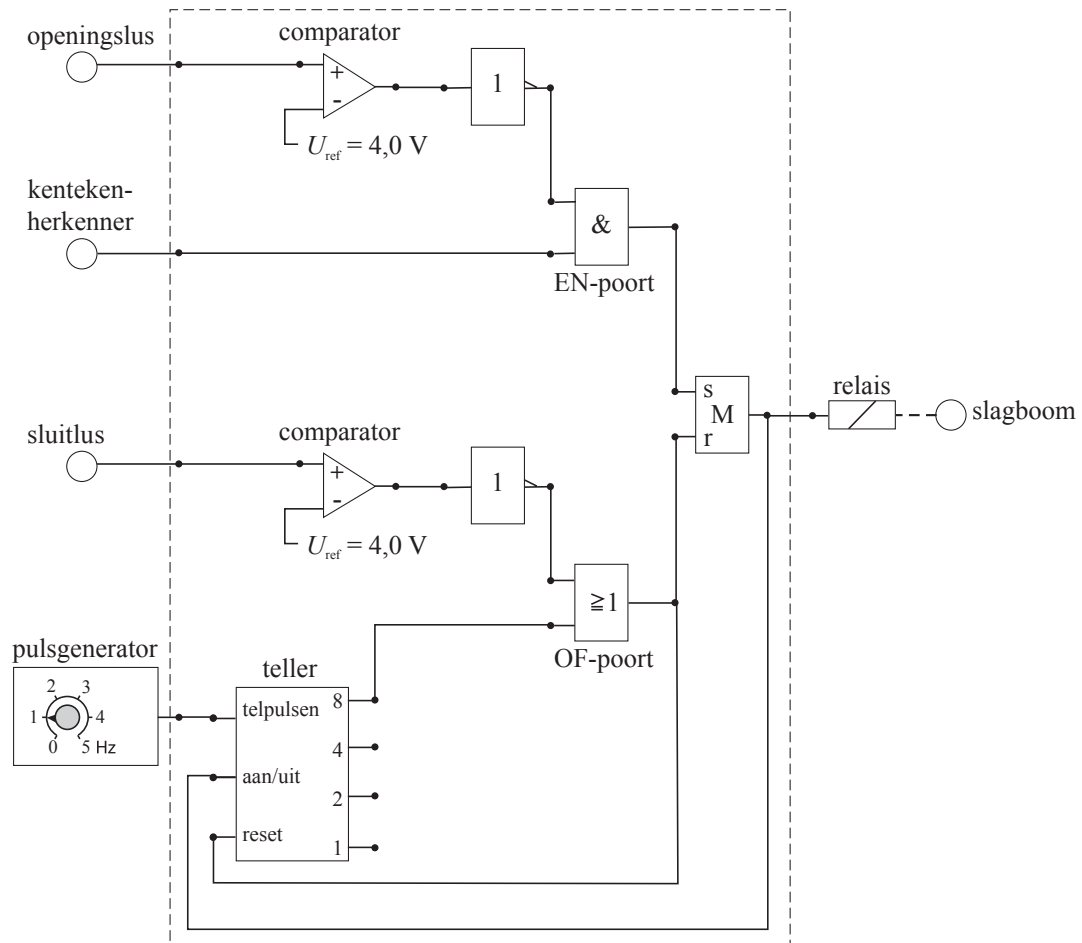 openingslus
comparator
+
-
1
U_ref = 4,0 V
kenteken-
herkenner
&
EN-poort
s
M
r
relais
slagboom
sluitlus
comparator
+
-
1
U_ref = 4,0 V
≧1
OF-poort
pulsgenerator
2 3
1 4
0 5 Hz
teller
telpulsen 8
4
aan/uit
2
reset
1